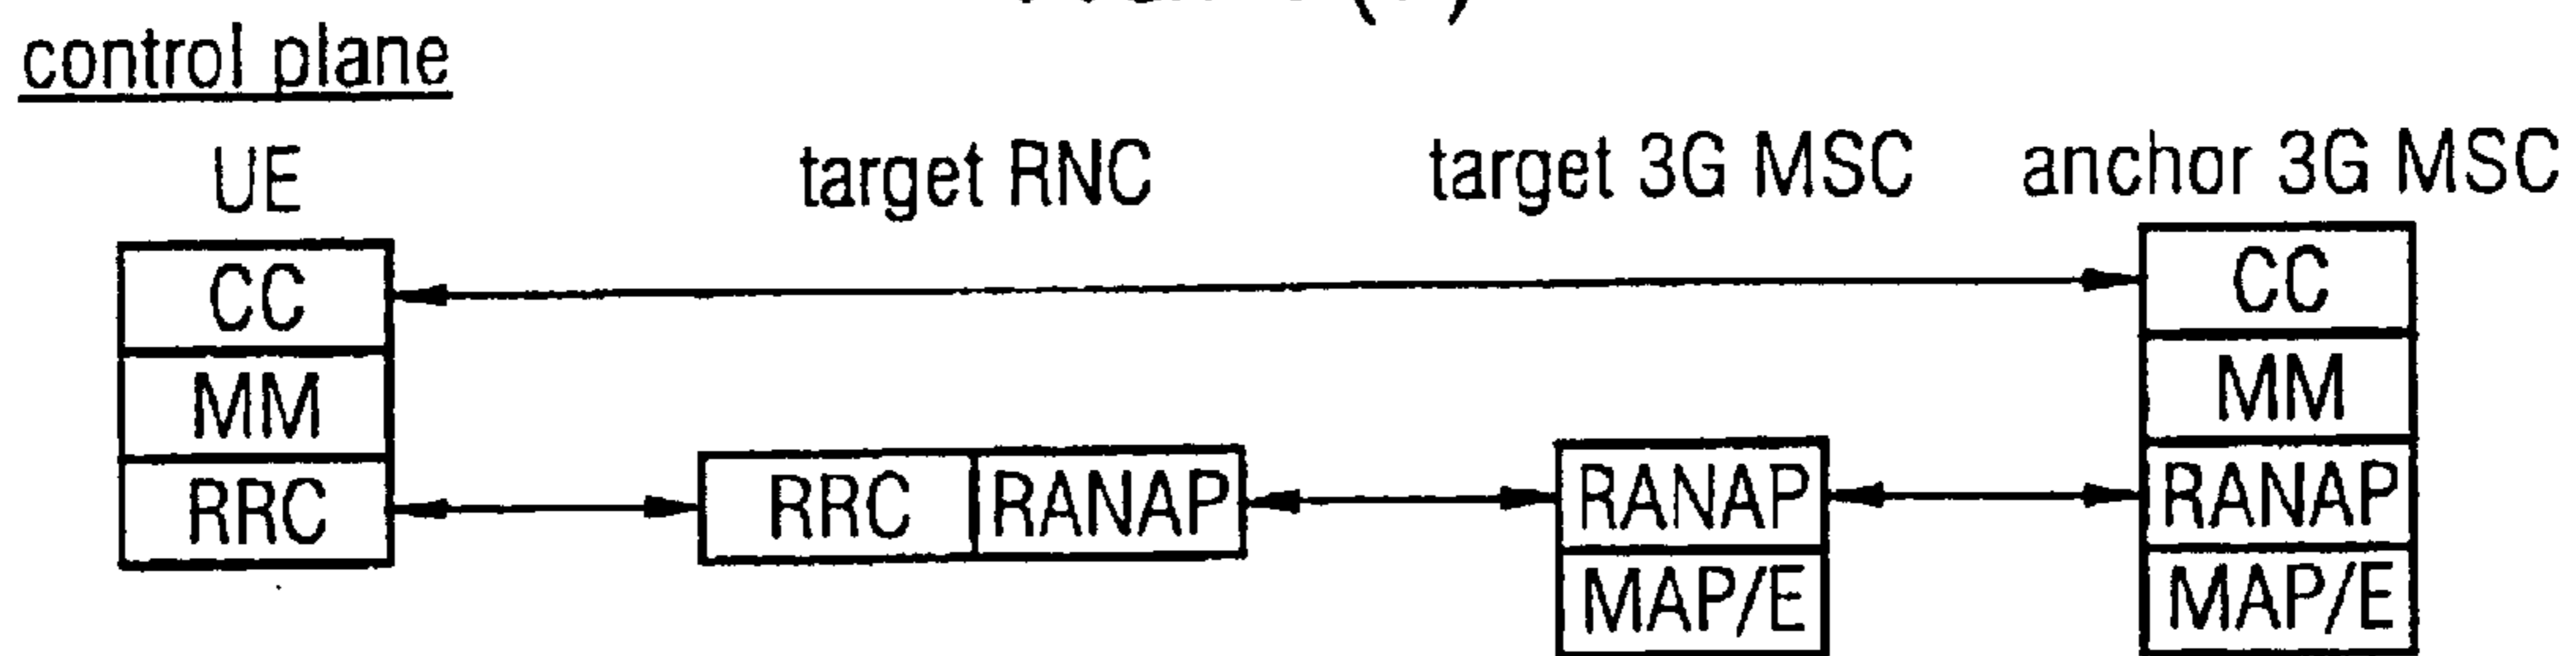 control plane
UE target RNC target 3G MSC anchor 3G MSC
CC CC
MM MM
RRC RRC RANAP RANAP RANAP
MAP/E MAP/E